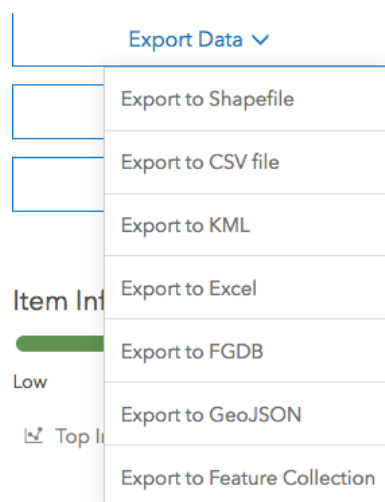 Export Data
Export to Shapefile
Export to CSV file
Export to KML
Export to Excel
Item Inf
Export to FGDB
Low
Export to GeoJSON
Top In
Export to Feature Collection